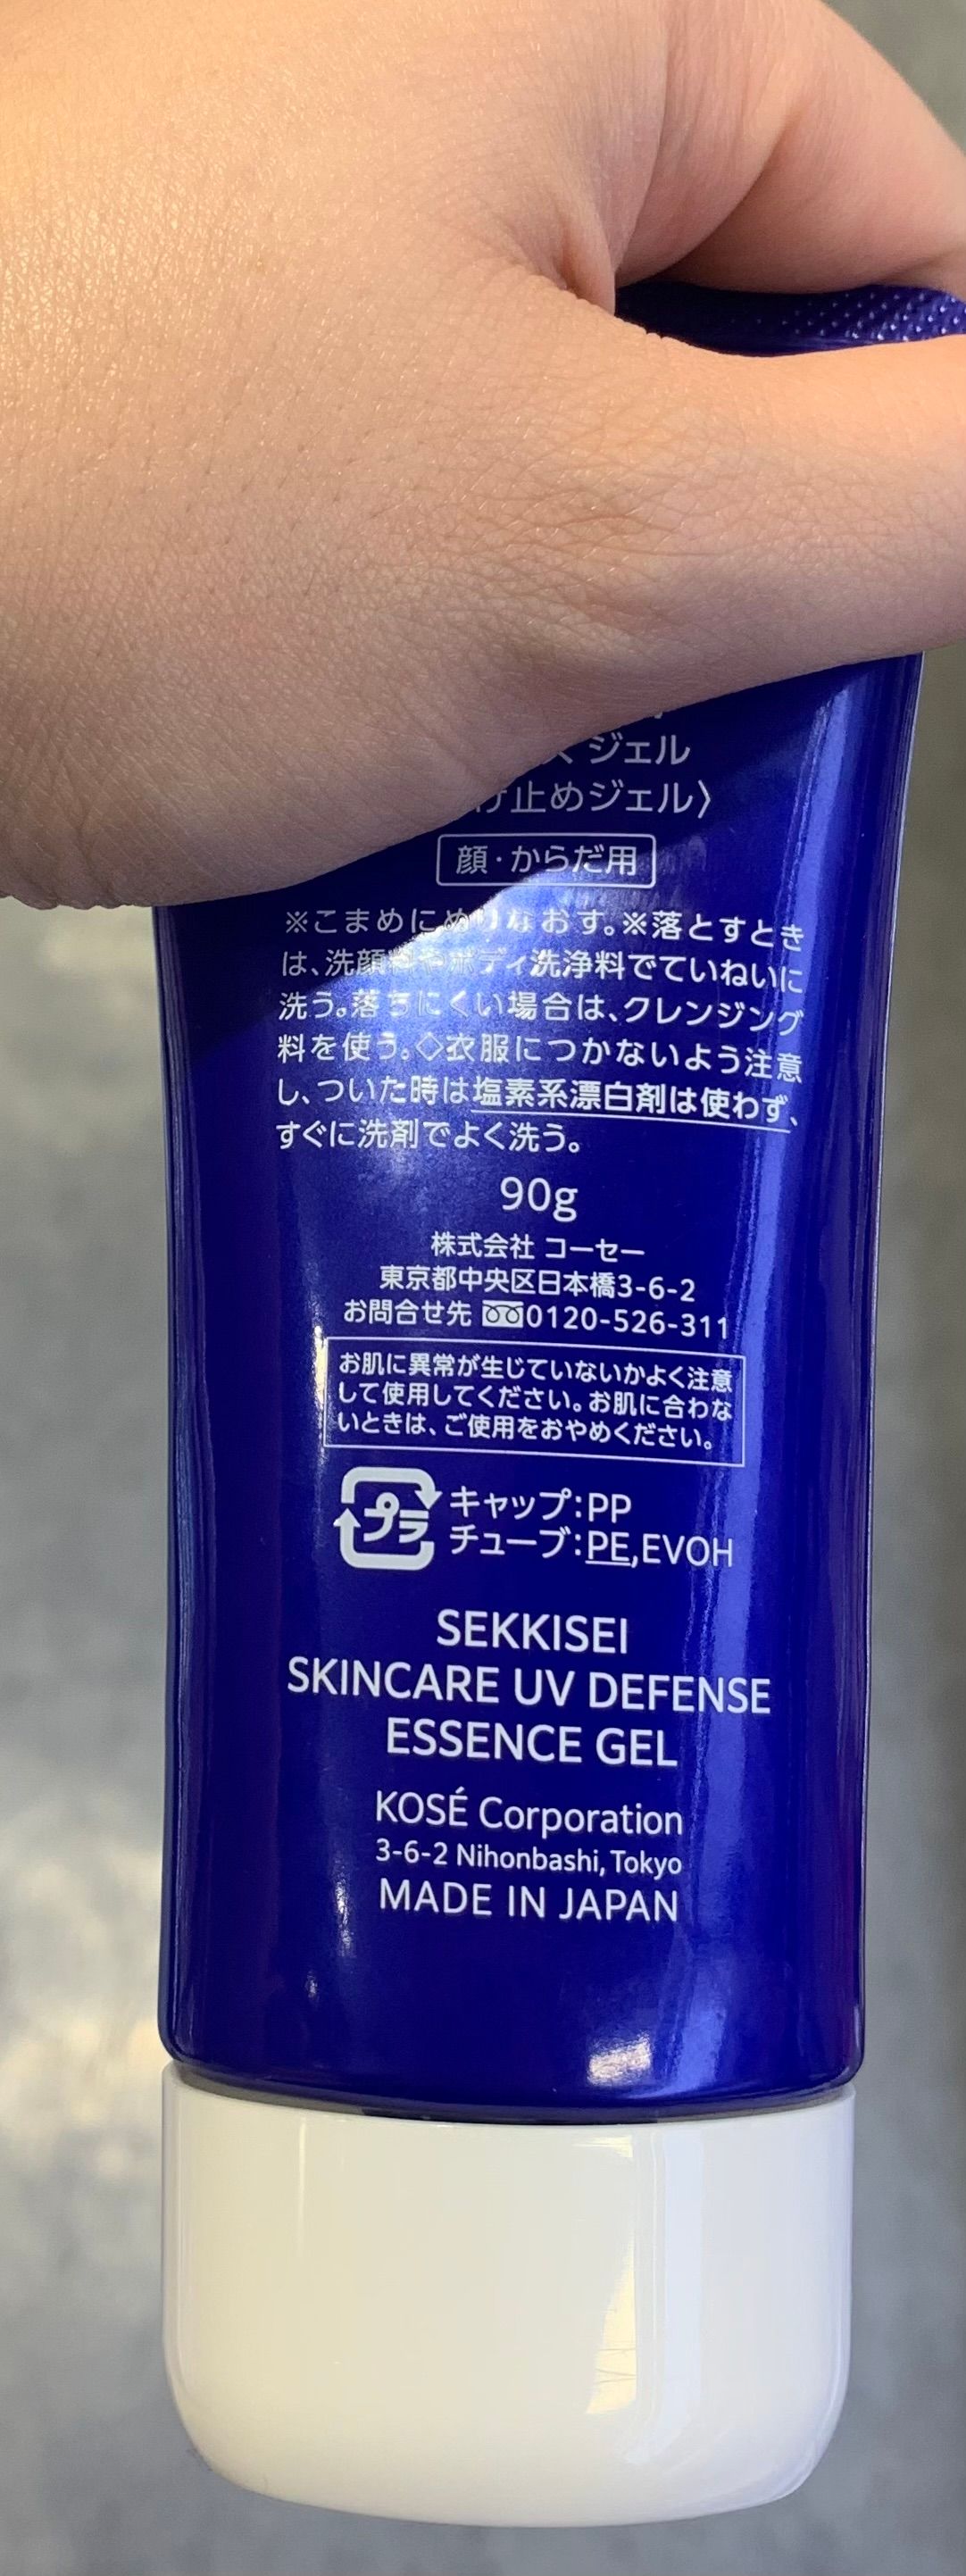 ジェル
け止めジェル〉
顔・からだ用
※こまめにめりなおす。※落とすとき
は、洗顔料やボディ洗浄料でていねいに
洗う。落ちにくい場合は、クレンジング
料を使う。◇衣服につかないよう注意
し、ついた時は塩素系漂白剤は使わず、
すぐに洗剤でよく洗う。
90g
株式会社 コーセー
東京都中央区日本橋3-6-2
お問合せ先 0120-526-311
お肌に異常が生じていないかよく注意
して使用してください。お肌に合わな
いときは、ご使用をおやめください。
プラ
キャップ:PP
チューブ:PE,EVOH
SEKKISEI
SKINCARE UV DEFENSE
ESSENCE GEL
KOSÉ Corporation
3-6-2 Nihonbashi, Tokyo
MADE IN JAPAN